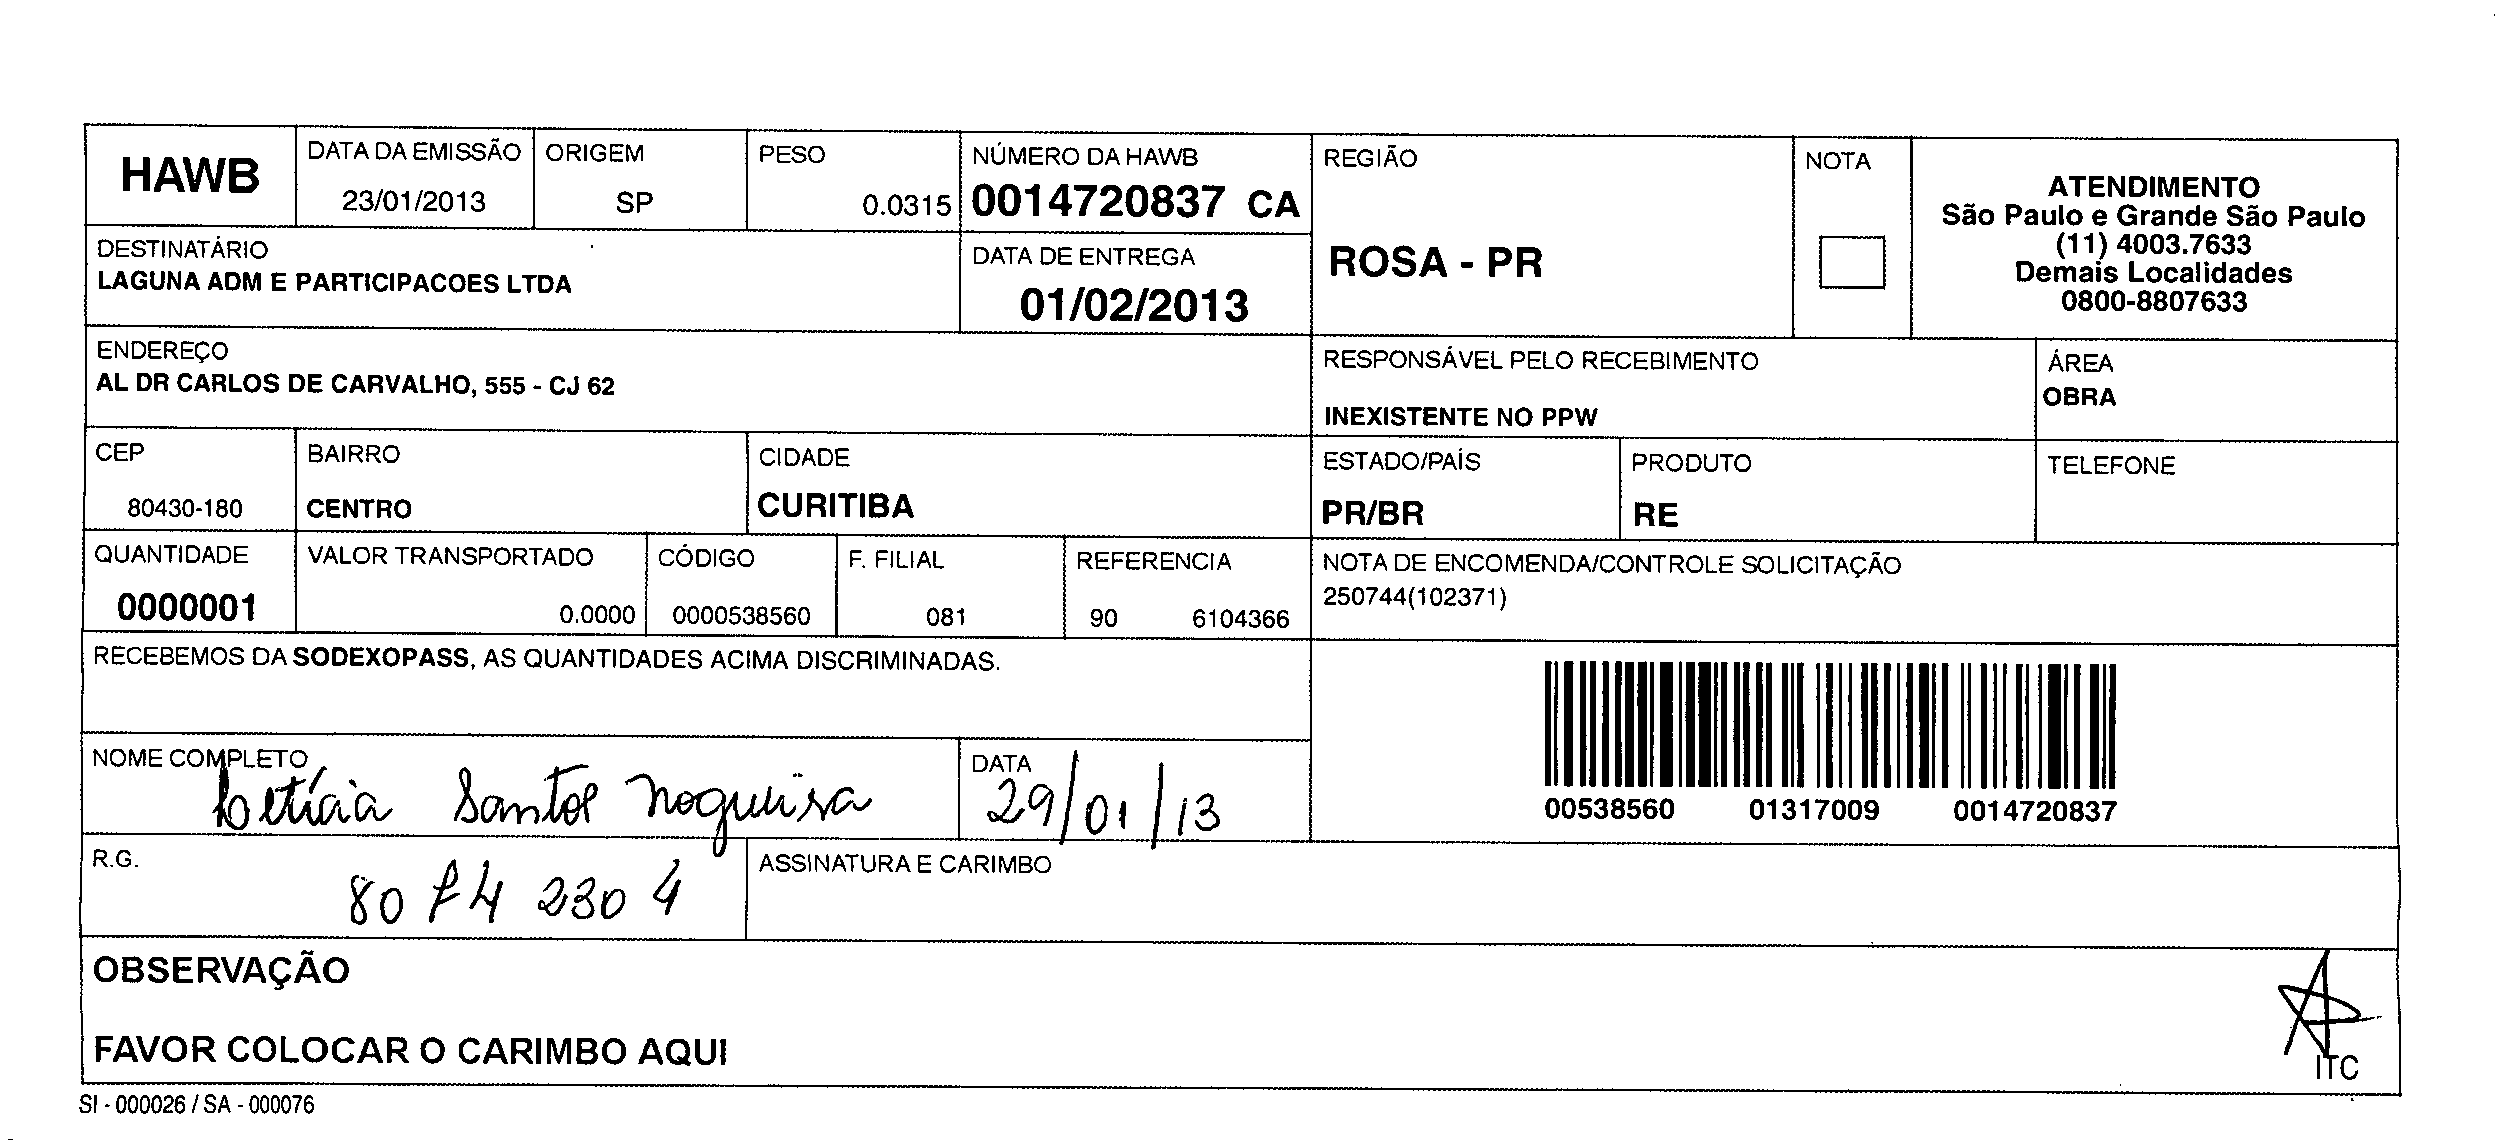 HAWB
DATA DA EMISSÃO
23/01/2013
ORIGEM
SP
PESO
0.0315
NÚMERO DA HAWB
0014720837 CA
REGIÃO
ROSA - PR
NOTA
ATENDIMENTO
São Paulo e Grande São Paulo
(11) 4003.7633
Demais Localidades
0800-8807633
DESTINATÁRIO
LAGUNA ADM E PARTICIPACOES LTDA
DATA DE ENTREGA
01/02/2013
ENDEREÇO
AL DR CARLOS DE CARVALHO, 555 - CJ 62
RESPONSÁVEL PELO RECEBIMENTO
INEXISTENTE NO PPW
ÁREA
OBRA
CEP
80430-180
BAIRRO
CENTRO
CIDADE
CURITIBA
ESTADO/PAÍS
PR/BR
PRODUTO
RE
TELEFONE
QUANTIDADE
0000001
VALOR TRANSPORTADO
0.0000
CÓDIGO
0000538560
F. FILIAL
081
REFERENCIA
90 6104366
NOTA DE ENCOMENDA/CONTROLE SOLICITAÇÃO
250744(102371)
RECEBEMOS DA SODEXOPASS, AS QUANTIDADES ACIMA DISCRIMINADAS.
00538560 01317009 0014720837
NOME COMPLETO
Letícia Santos Nogueira
DATA
29/01/13
R.G.
80 74 230 4
ASSINATURA E CARIMBO
OBSERVAÇÃO
FAVOR COLOCAR O CARIMBO AQUI
ITC
SI - 000026 / SA - 000076